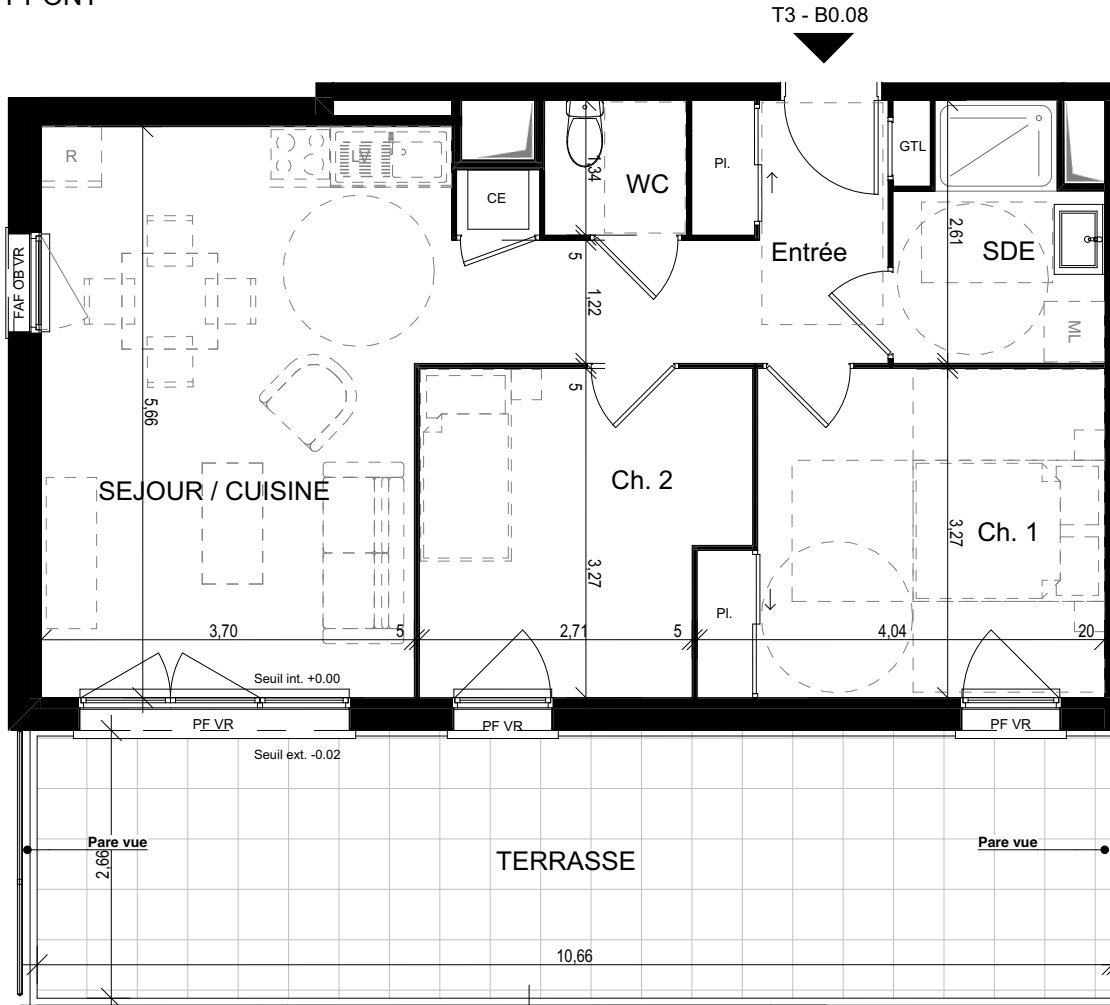 T3 - B0.08
R
LV
CE
1,34
WC
Pl.
GTL
Entrée
2,61
SDE
FAF OB VR
5
1,22
ML
5,66
5
SEJOUR / CUISINE
Ch. 2
3,27
Ch. 1
3,27
Pl.
3,70
5
2,71
5
4,04
20
Seuil int. +0.00
PF VR
PF VR
PF VR
Seuil ext. -0.02
Pare vue
Pare vue
2,66
TERRASSE
10,66